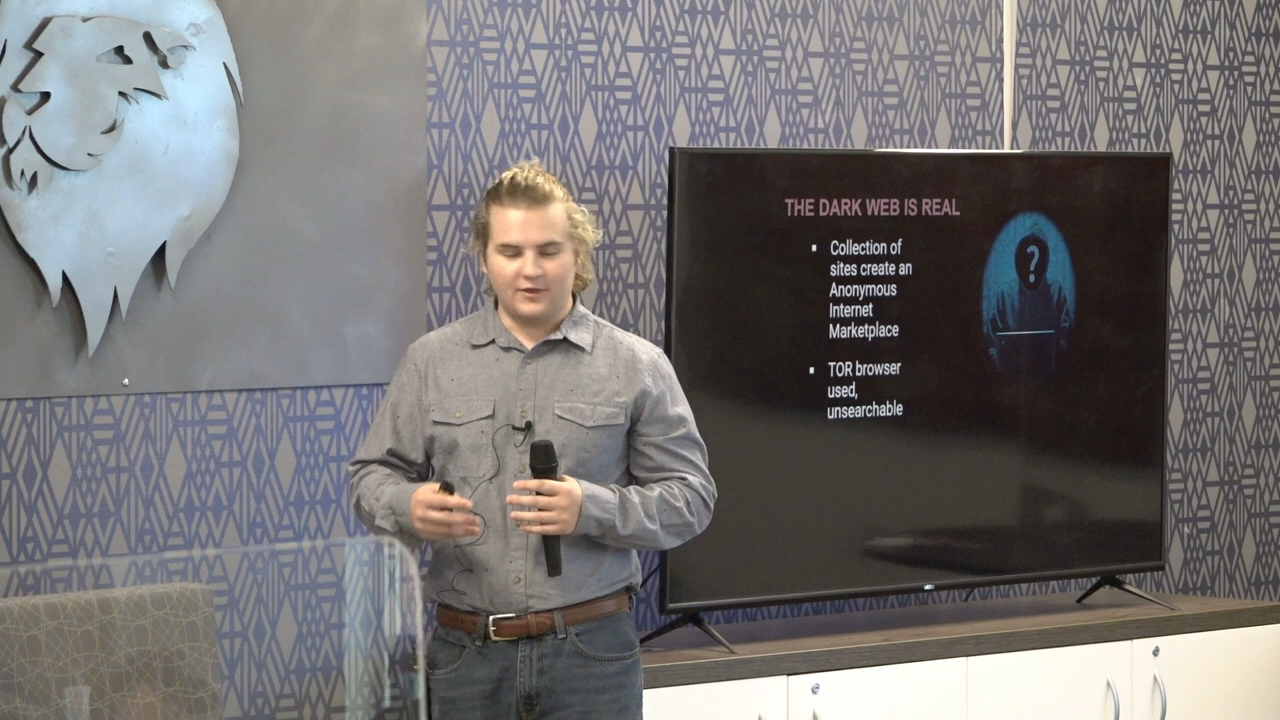 THE DARK WEB IS REAL
▪ Collection of
sites create an
Anonymous
Internet
Marketplace
?
▪ TOR browser
used,
unsearchable